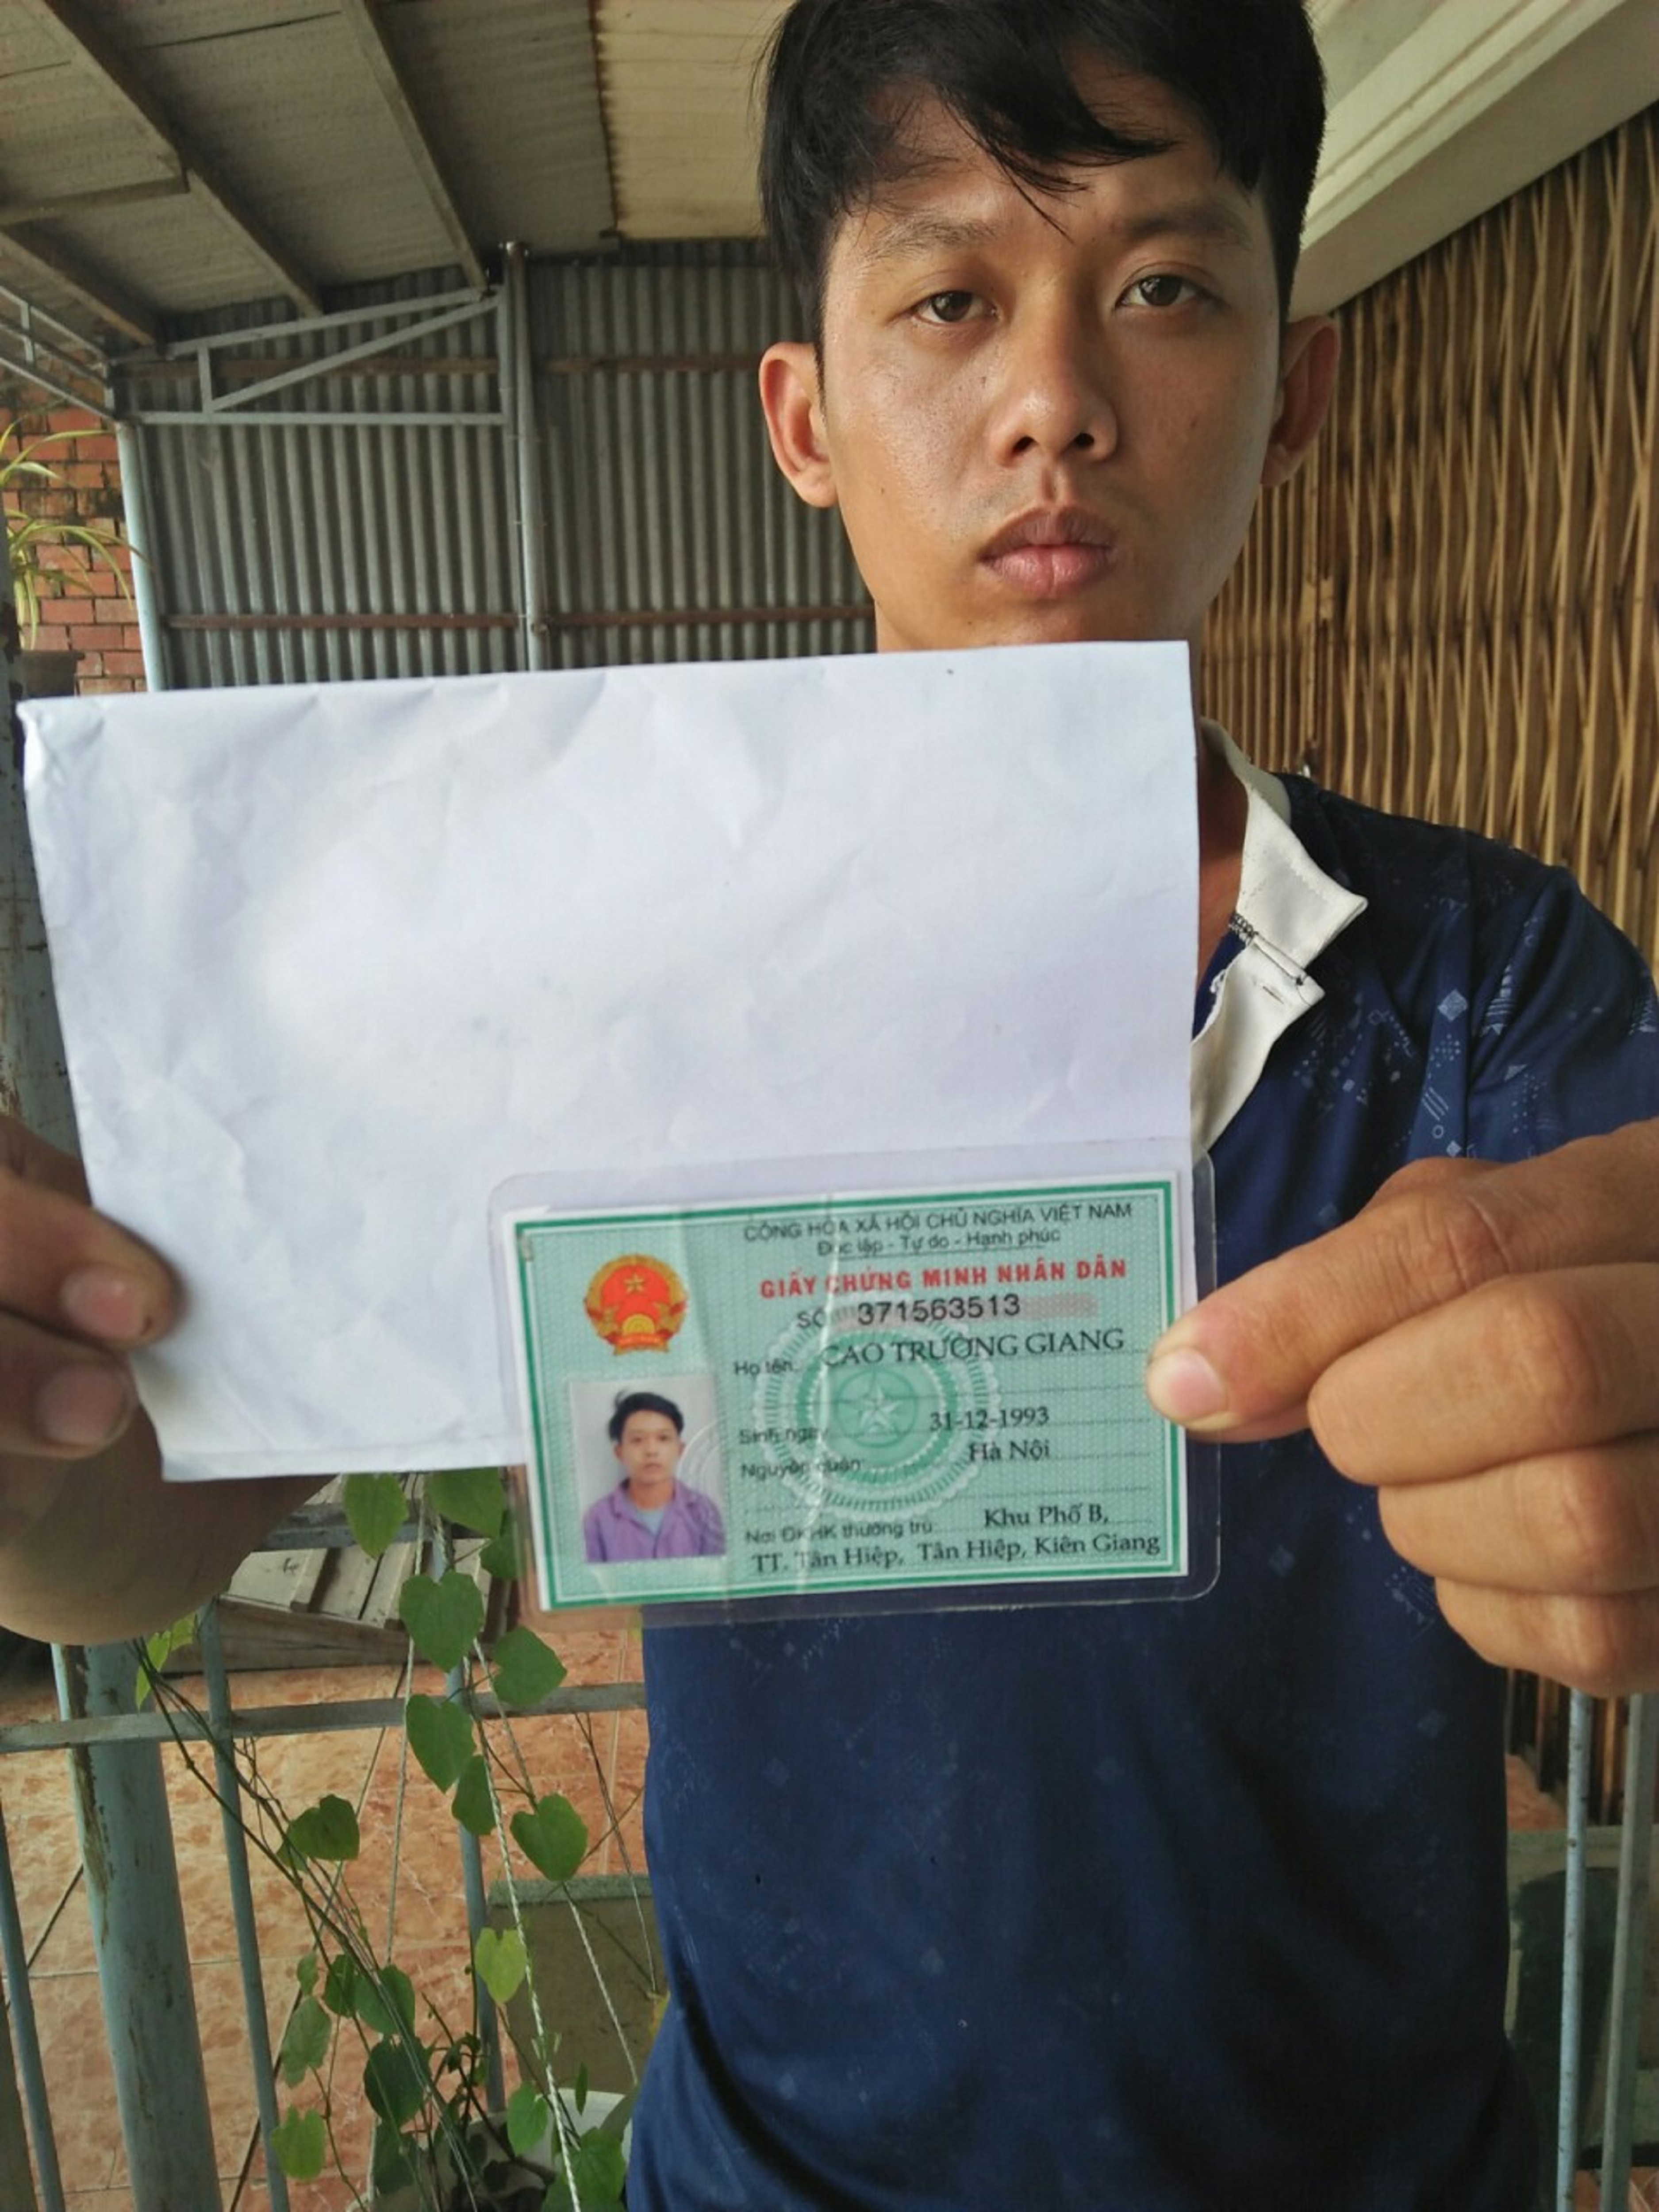 CỘNG HÒA XÃ HỘI CHỦ NGHĨA VIỆT NAM
Độc lập - Tự do - Hạnh phúc
GIẤY CHỨNG MINH NHÂN DÂN
SỐ 371563513
Họ tên CAO TRƯỜNG GIANG
Sinh ngày 31-12-1993
Nguyên quán Hà Nội
Nơi ĐKHK thường trú Khu Phố B,
TT. Tân Hiệp, Tân Hiệp, Kiên Giang